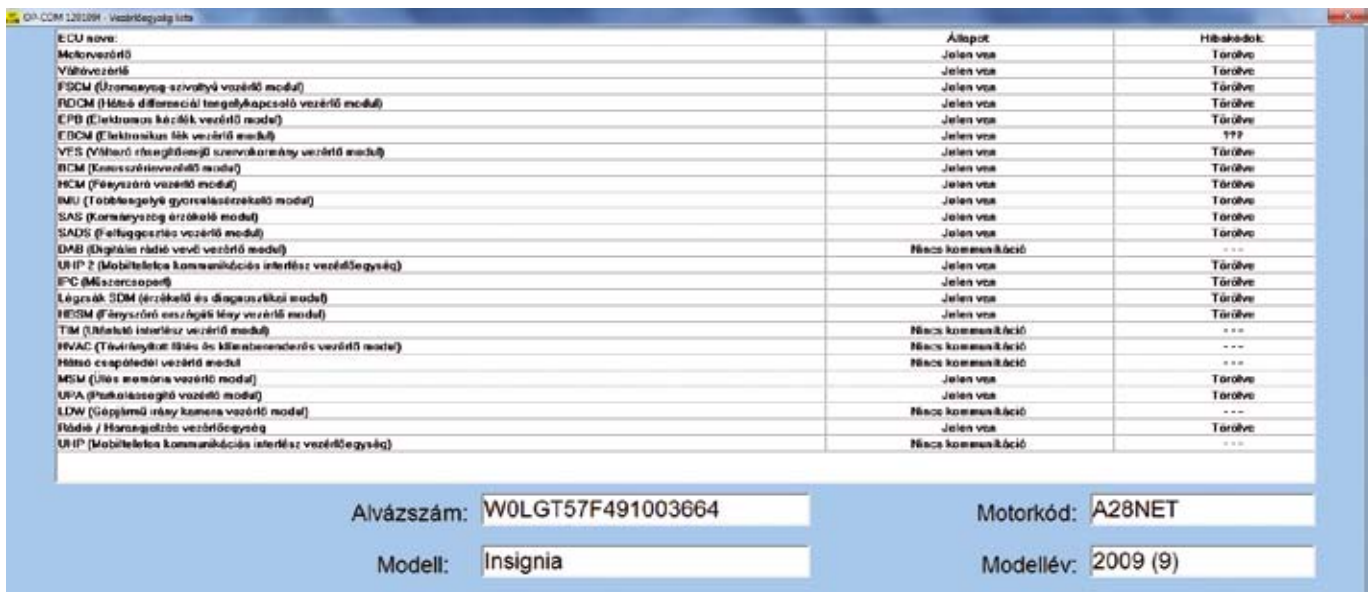 OP-COM 120109H - Vezérlőegység lista
ECU neve: Állapot: Hibakódok:
Motorvezérlő Jelen van Törölve
Váltóvezérlő Jelen van Törölve
FSCM (Üzemanyag-szivattyú vezérlő modul) Jelen van Törölve
RDCM (Hátsó differenciál tengelykapcsoló vezérlő modul) Jelen van Törölve
EPB (Elektromos kézifék vezérlő modul) Jelen van Törölve
EBCM (Elektronikus fék vezérlő modul) Jelen van ???
VES (Változó rásegítőerejű szervokormány vezérlő modul) Jelen van Törölve
BCM (Karosszériavezérlő modul) Jelen van Törölve
HCM (Fényszóró vezérlő modul) Jelen van Törölve
IMU (Többtengelyű gyorsulásérzékelő modul) Jelen van Törölve
SAS (Kormányszög érzékelő modul) Jelen van Törölve
SADS (Felfüggesztés vezérlő modul) Jelen van Törölve
DAB (Digitális rádió vevő vezérlő modul) Nincs kommunikáció - - -
UHP 2 (Mobiltelefon kommunikációs interfész vezérlőegység) Jelen van Törölve
IPC (Műszercsoport) Jelen van Törölve
Légzsák SDM (érzékelő és diagnosztikai modul) Jelen van Törölve
HBSM (Fényszóró országúti fény vezérlő modul) Jelen van Törölve
TIM (Utánfutó interfész vezérlő modul) Nincs kommunikáció - - -
HVAC (Távirányított fűtés és klímaberendezés vezérlő modul) Nincs kommunikáció - - -
Hátsó csapófedél vezérlő modul Nincs kommunikáció - - -
MSM (Ülés memória vezérlő modul) Jelen van Törölve
UPA (Parkolássegítő vezérlő modul) Jelen van Törölve
LDW (Gépjármű irány kamera vezérlő modul) Nincs kommunikáció - - -
Rádió / Harangjelzés vezérlőegység Jelen van Törölve
UHP (Mobiltelefon kommunikációs interfész vezérlőegység) Nincs kommunikáció - - -
Alvázszám: W0LGT57F491003664 Motorkód: A28NET
Modell: Insignia Modellév: 2009 (9)